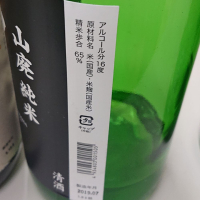 山廃純米
清酒
アルコール分16度
原材料名 米(国産)・米麹(国産米)
精米歩合 65%